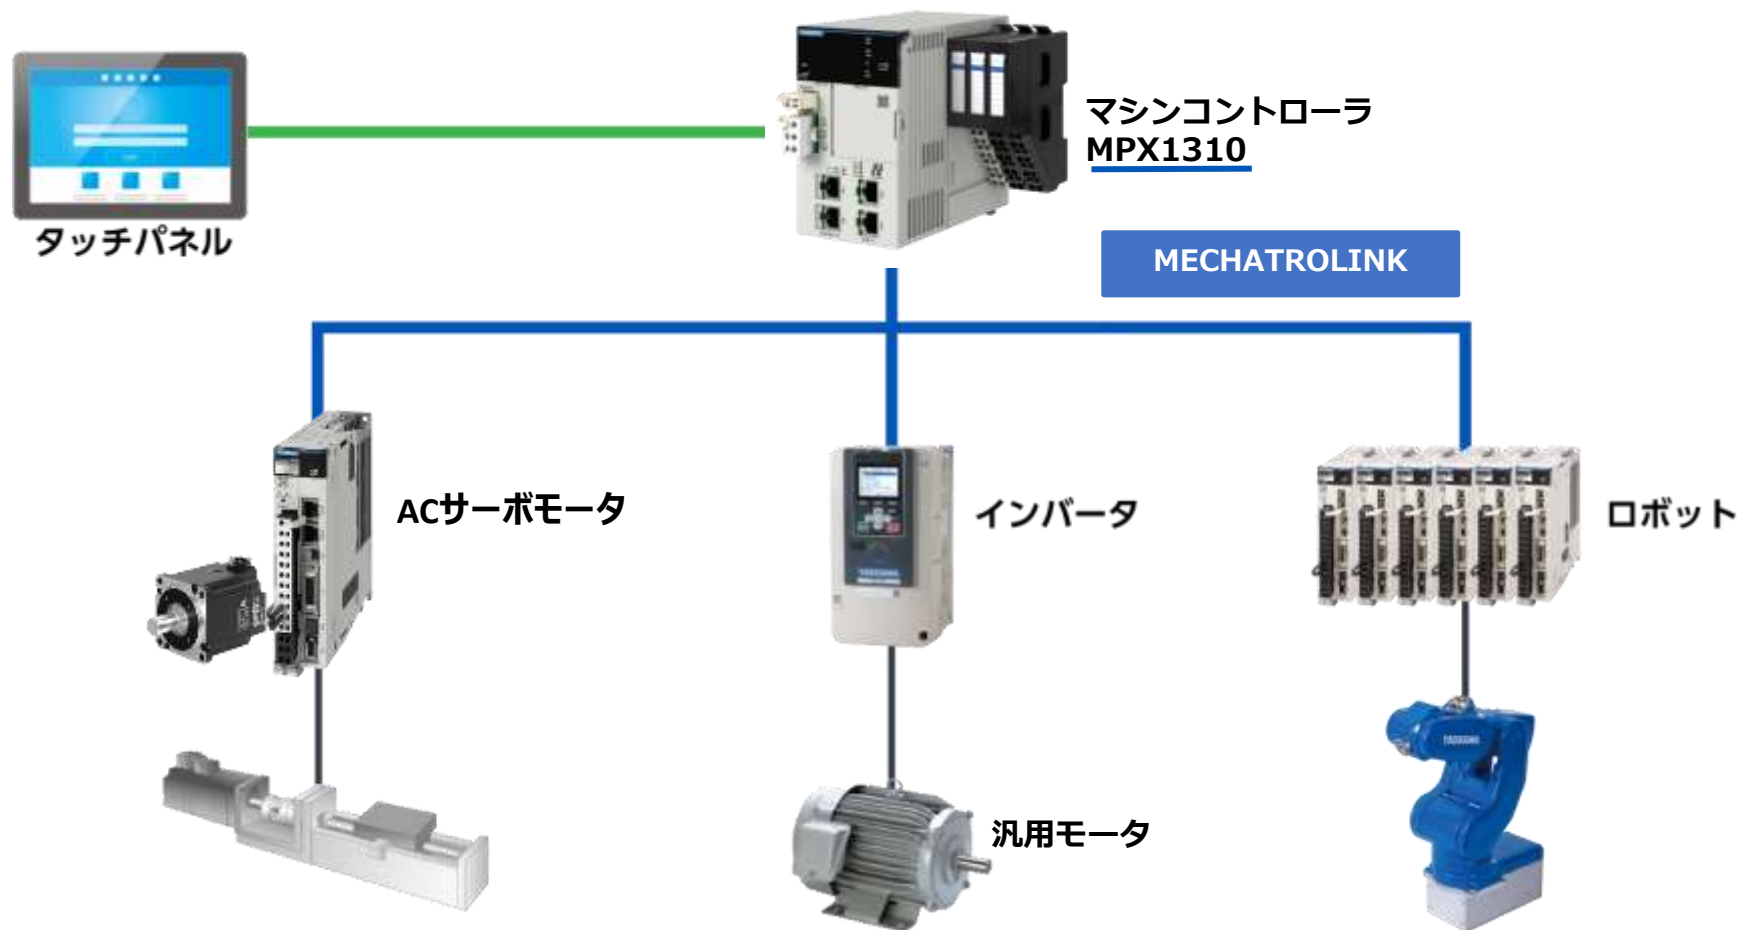 マシンコントローラ
MPX1310
タッチパネル
MECHATROLINK
ACサーボモータ
インバータ
ロボット
YASKAWA
汎用モータ